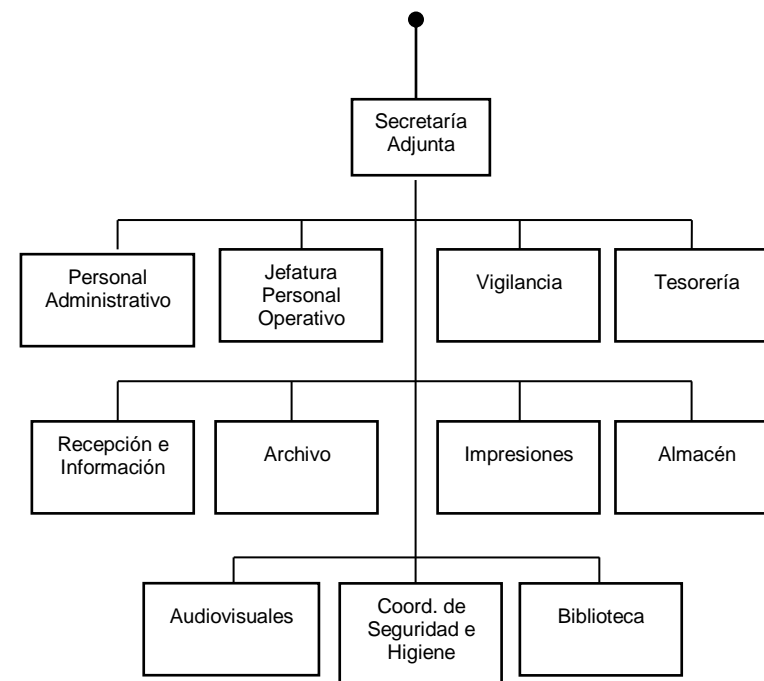 Secretaría
Adjunta
Personal
Administrativo
Jefatura
Personal
Operativo
Vigilancia
Tesorería
Recepción e
Información
Archivo
Impresiones
Almacén
Audiovisuales
Coord. de
Seguridad e
Higiene
Biblioteca